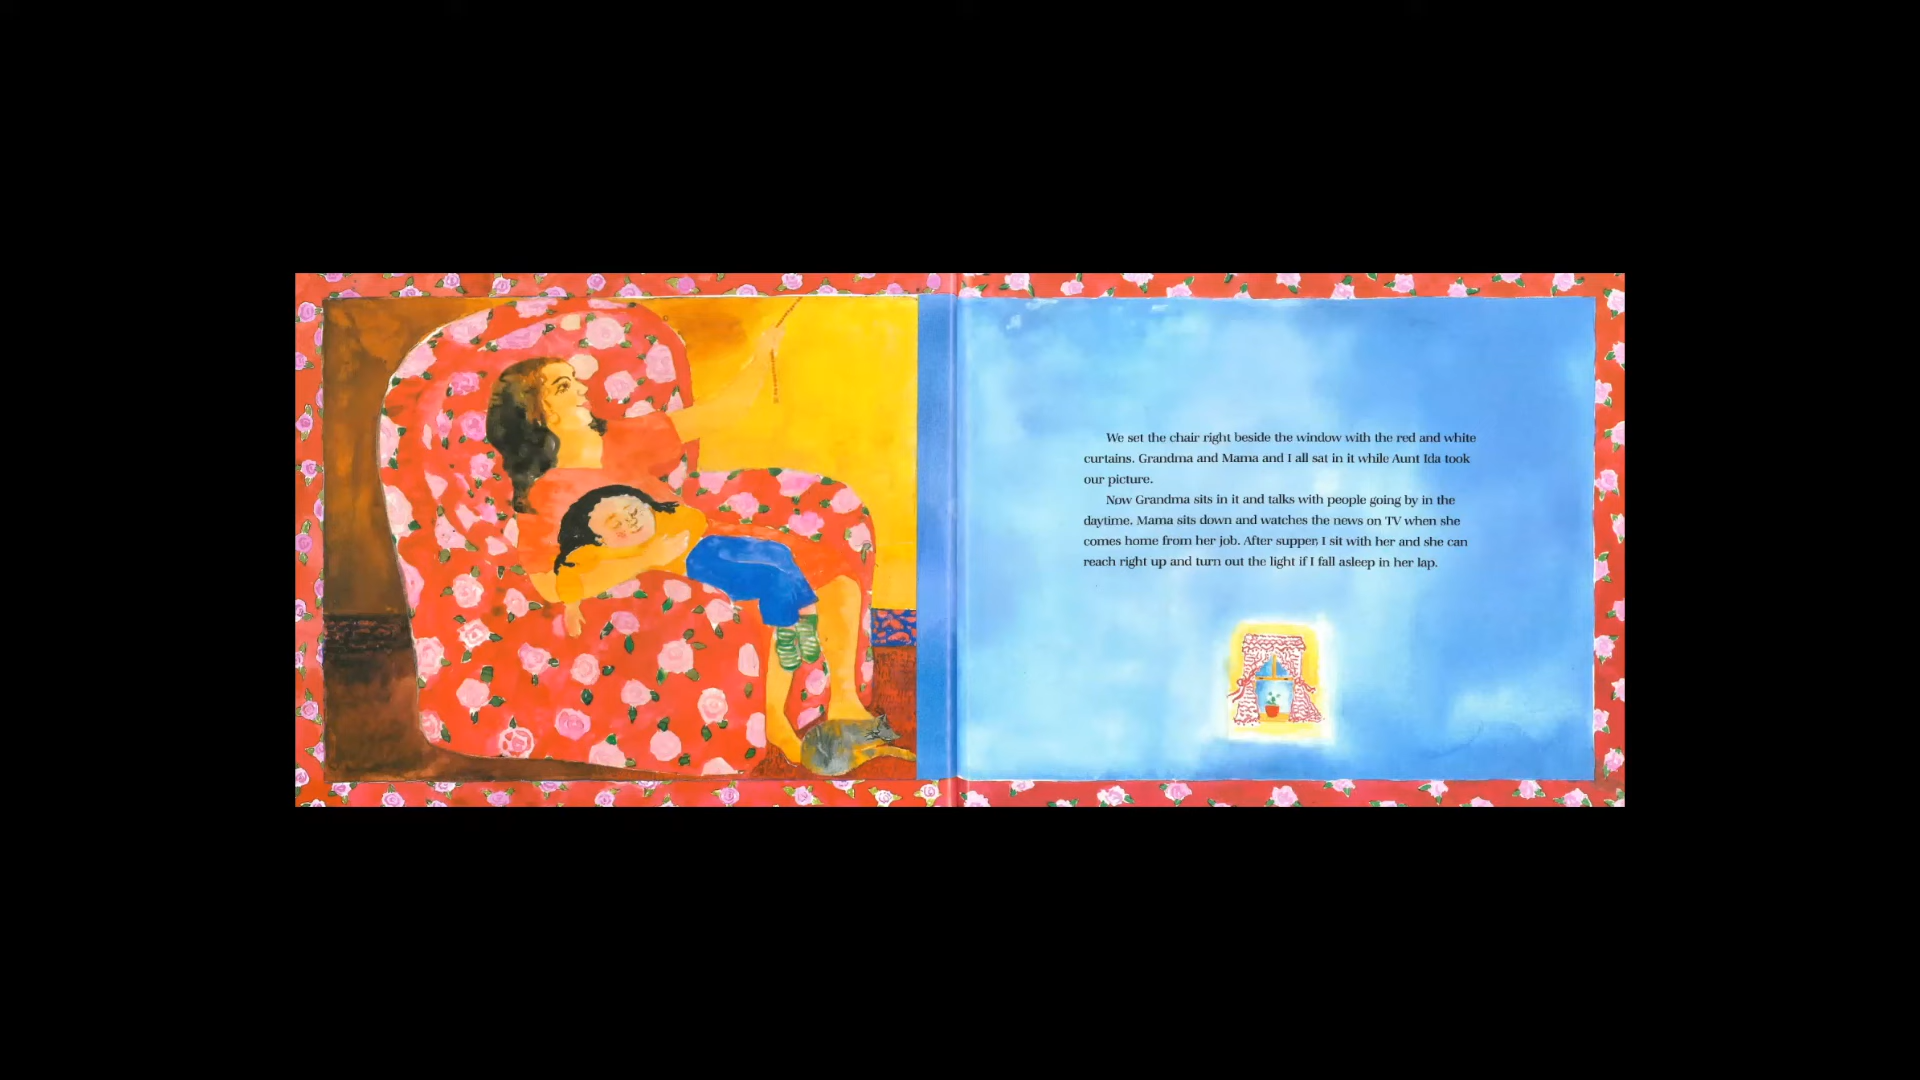 We set the chair right beside the window with the red and white
curtains. Grandma and Mama and I all sat in it while Aunt Ida took
our picture.
Now Grandma sits in it and talks with people going by in the
daytime. Mama sits down and watches the news on TV when she
comes home from her job. After supper, I sit with her and she can
reach right up and turn out the light if I fall asleep in her lap.